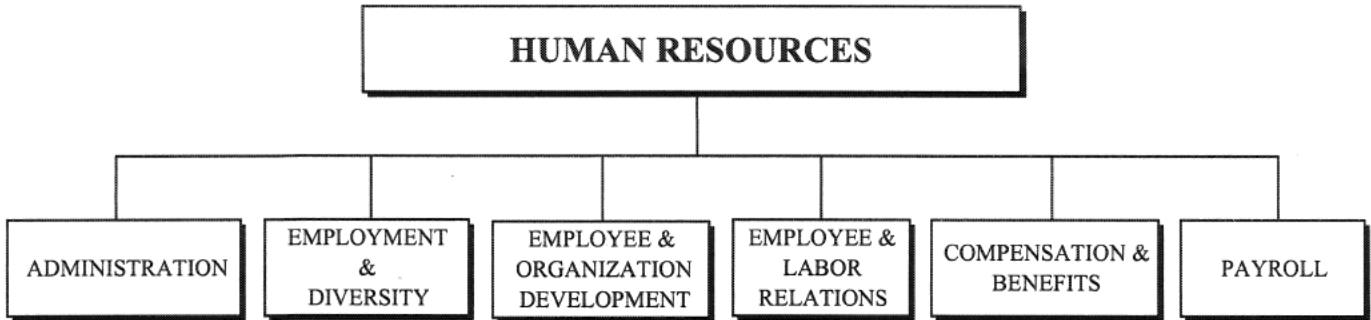 HUMAN RESOURCES
ADMINISTRATION
EMPLOYMENT
&
DIVERSITY
EMPLOYEE &
ORGANIZATION
DEVELOPMENT
EMPLOYEE &
LABOR
RELATIONS
COMPENSATION &
BENEFITS
PAYROLL